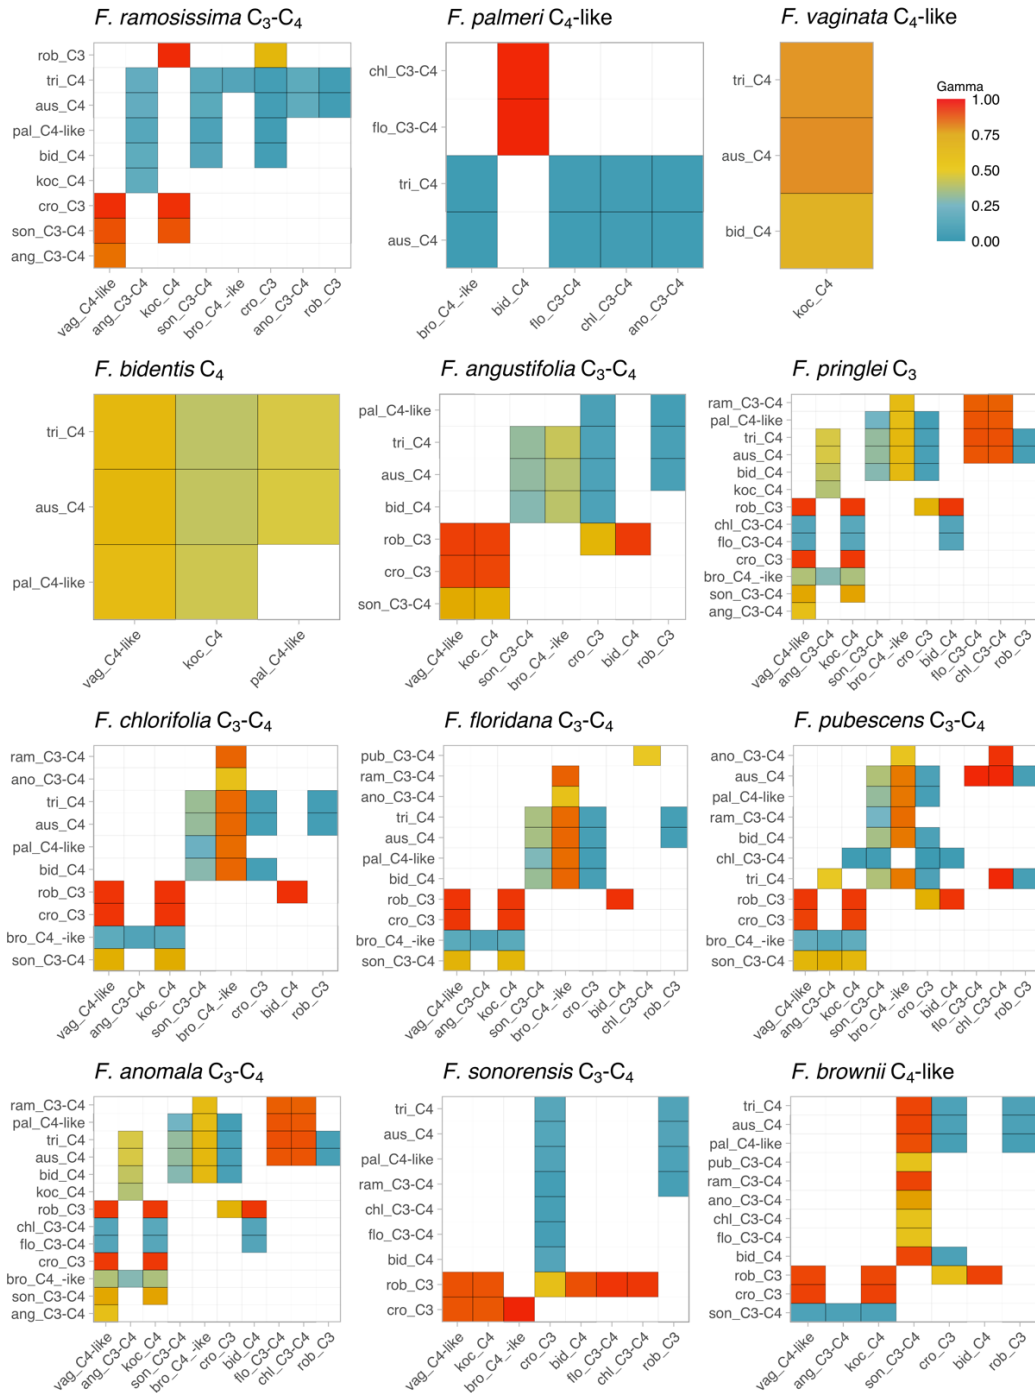 F. ramosissima C3-C4
F. palmeri C4-like
F. vaginata C4-like
rob_C3
tri_C4
aus_C4
pal_C4-like
bid_C4
koc_C4
cro_C3
son_C3-C4
ang_C3-C4
vag_C4-like
ang_C3-C4
koc_C4
son_C3-C4
bro_C4_-ike
cro_C3
ano_C3-C4
rob_C3
chl_C3-C4
flo_C3-C4
tri_C4
aus_C4
bro_C4_-ike
bid_C4
flo_C3-C4
chl_C3-C4
ano_C3-C4
tri_C4
aus_C4
bid_C4
koc_C4
Gamma
1.00
0.75
0.50
0.25
0.00
F. bidentis C4
F. angustifolia C3-C4
F. pringlei C3
tri_C4
aus_C4
pal_C4-like
vag_C4-like
koc_C4
pal_C4-like
pal_C4-like
tri_C4
aus_C4
bid_C4
rob_C3
cro_C3
son_C3-C4
vag_C4-like
koc_C4
son_C3-C4
bro_C4_-ike
cro_C3
bid_C4
rob_C3
ram_C3-C4
pal_C4-like
tri_C4
aus_C4
bid_C4
koc_C4
rob_C3
chl_C3-C4
flo_C3-C4
cro_C3
bro_C4_-ike
son_C3-C4
ang_C3-C4
vag_C4-like
ang_C3-C4
koc_C4
son_C3-C4
bro_C4_-ike
cro_C3
bid_C4
flo_C3-C4
chl_C3-C4
rob_C3
F. chlorifolia C3-C4
F. floridana C3-C4
F. pubescens C3-C4
ram_C3-C4
ano_C3-C4
tri_C4
aus_C4
pal_C4-like
bid_C4
rob_C3
cro_C3
bro_C4_-ike
son_C3-C4
vag_C4-like
ang_C3-C4
koc_C4
son_C3-C4
bro_C4_-ike
cro_C3
bid_C4
rob_C3
pub_C3-C4
ram_C3-C4
ano_C3-C4
tri_C4
aus_C4
pal_C4-like
bid_C4
rob_C3
cro_C3
bro_C4_-ike
son_C3-C4
vag_C4-like
ang_C3-C4
koc_C4
son_C3-C4
bro_C4_-ike
cro_C3
bid_C4
chl_C3-C4
rob_C3
ano_C3-C4
aus_C4
pal_C4-like
ram_C3-C4
bid_C4
chl_C3-C4
tri_C4
rob_C3
cro_C3
bro_C4_-ike
son_C3-C4
vag_C4-like
ang_C3-C4
koc_C4
son_C3-C4
bro_C4_-ike
cro_C3
bid_C4
flo_C3-C4
chl_C3-C4
rob_C3
F. anomala C3-C4
F. sonorensis C3-C4
F. brownii C4-like
ram_C3-C4
pal_C4-like
tri_C4
aus_C4
bid_C4
koc_C4
rob_C3
chl_C3-C4
flo_C3-C4
cro_C3
bro_C4_-ike
son_C3-C4
ang_C3-C4
vag_C4-like
ang_C3-C4
koc_C4
son_C3-C4
bro_C4_-ike
cro_C3
bid_C4
flo_C3-C4
chl_C3-C4
rob_C3
tri_C4
aus_C4
pal_C4-like
ram_C3-C4
chl_C3-C4
flo_C3-C4
bid_C4
rob_C3
cro_C3
vag_C4-like
koc_C4
bro_C4_-ike
cro_C3
bid_C4
flo_C3-C4
chl_C3-C4
rob_C3
tri_C4
aus_C4
pal_C4-like
pub_C3-C4
ram_C3-C4
ano_C3-C4
chl_C3-C4
flo_C3-C4
bid_C4
rob_C3
cro_C3
son_C3-C4
vag_C4-like
ang_C3-C4
koc_C4
son_C3-C4
cro_C3
bid_C4
rob_C3